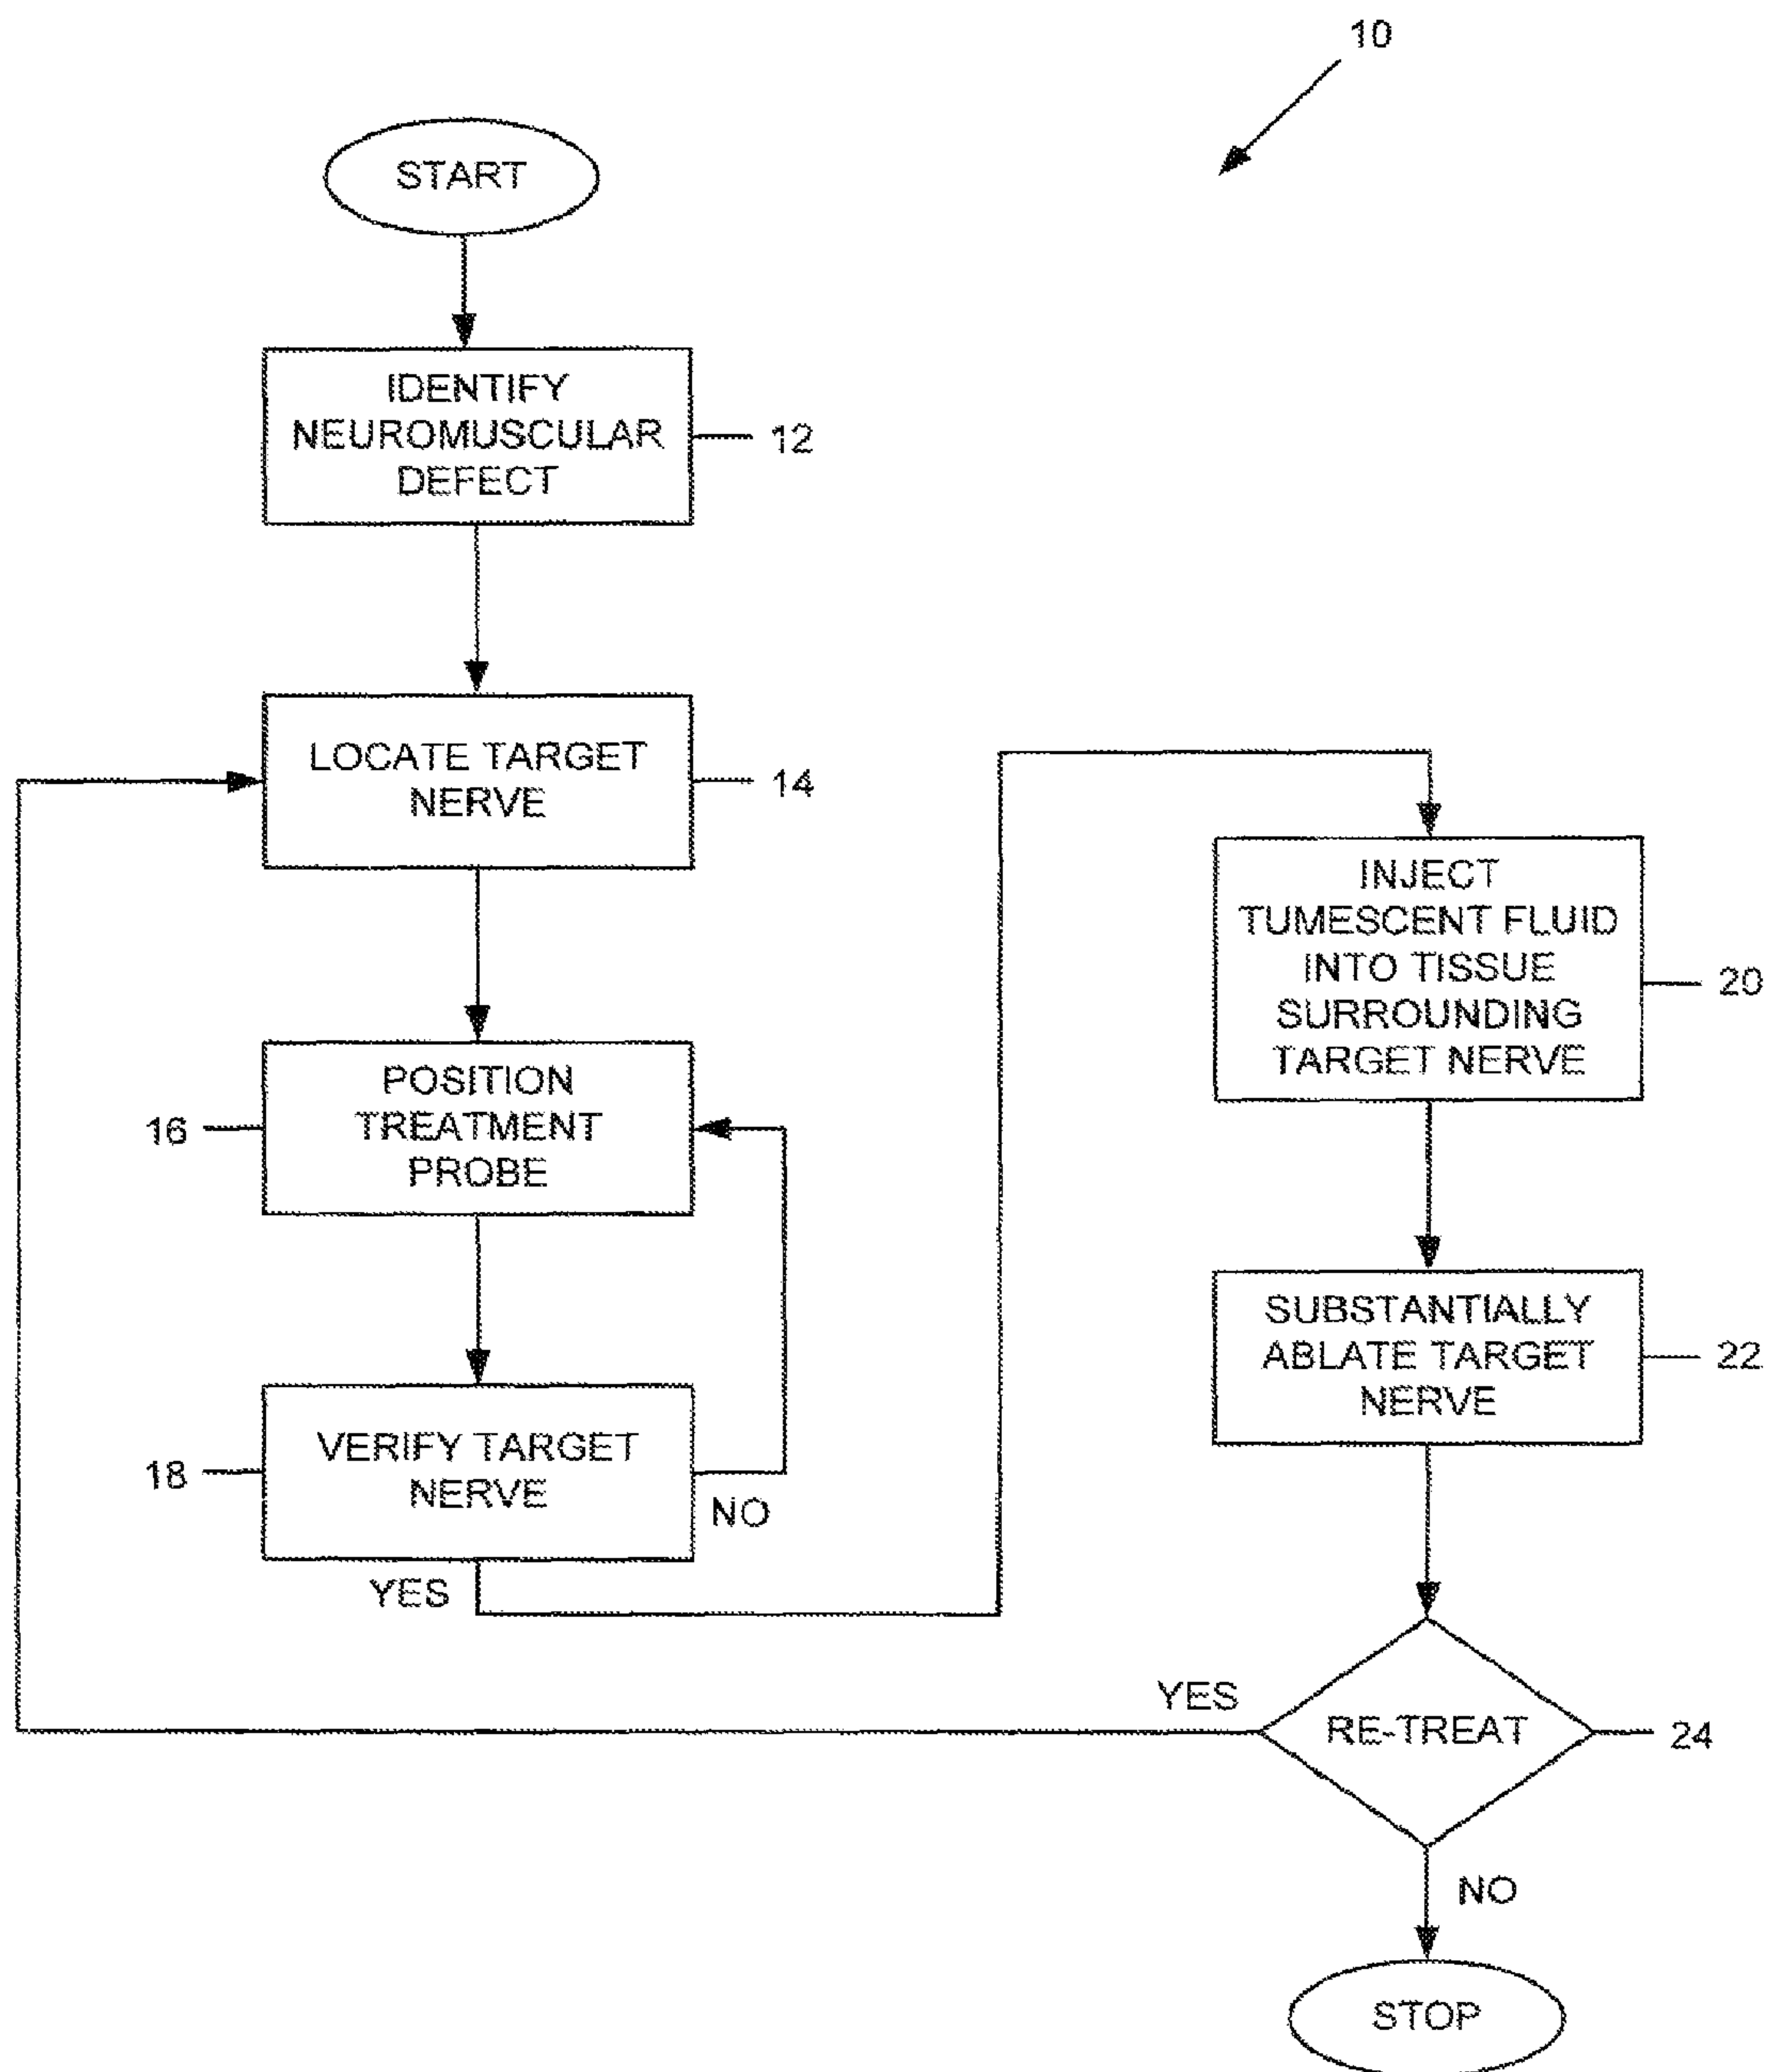 10
START
IDENTIFY
NEUROMUSCULAR
DEFECT
12
LOCATE TARGET
NERVE
14
POSITION
TREATMENT
PROBE
16
VERIFY TARGET
NERVE
18
NO
YES
INJECT
TUMESCENT FLUID
INTO TISSUE
SURROUNDING
TARGET NERVE
20
SUBSTANTIALLY
ABLATE TARGET
NERVE
22
YES
RE-TREAT
24
NO
STOP